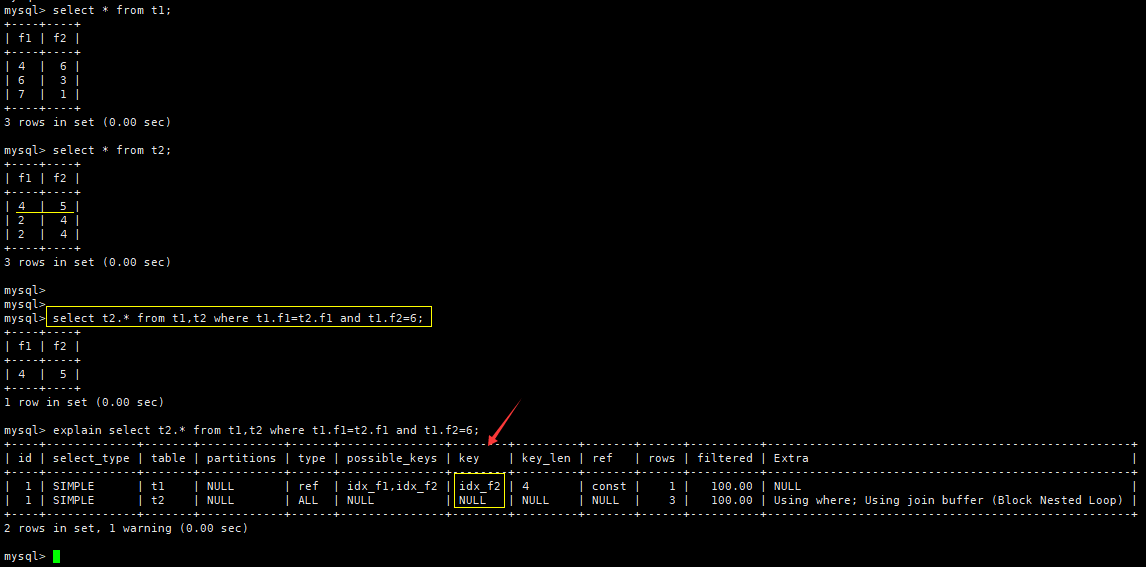 mysql> select * from t1;
+----+----+
| f1 | f2 |
+----+----+
| 4  |  6 |
| 6  |  3 |
| 7  |  1 |
+----+----+
3 rows in set (0.00 sec)
mysql> select * from t2;
+----+----+
| f1 | f2 |
+----+----+
| 4  |  5 |
| 2  |  4 |
| 2  |  4 |
+----+----+
3 rows in set (0.00 sec)
mysql>
mysql>
mysql> select t2.* from t1,t2 where t1.f1=t2.f1 and t1.f2=6;
+----+----+
| f1 | f2 |
+----+----+
| 4  |  5 |
+----+----+
1 row in set (0.00 sec)
mysql> explain select t2.* from t1,t2 where t1.f1=t2.f1 and t1.f2=6;
+----+-------------+-------+------------+------+---------------+--------+---------+-------+------+----------+----------------------------------------------------+
| id | select_type | table | partitions | type | possible_keys | key    | key_len | ref   | rows | filtered | Extra                                              |
+----+-------------+-------+------------+------+---------------+--------+---------+-------+------+----------+----------------------------------------------------+
|  1 | SIMPLE      | t1    | NULL       | ref  | idx_f1,idx_f2 | idx_f2 | 4       | const |    1 |   100.00 | NULL                                               |
|  1 | SIMPLE      | t2    | NULL       | ALL  | NULL          | NULL   | NULL    | NULL  |    3 |   100.00 | Using where; Using join buffer (Block Nested Loop) |
+----+-------------+-------+------------+------+---------------+--------+---------+-------+------+----------+----------------------------------------------------+
2 rows in set, 1 warning (0.00 sec)
mysql>